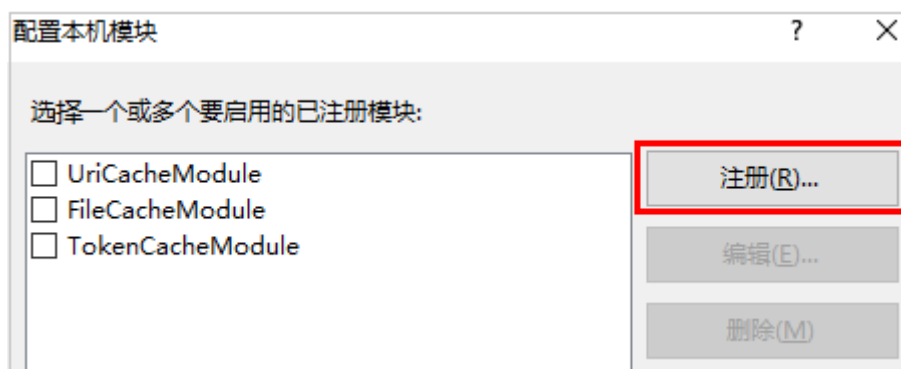 配置本机模块 ? ×
选择一个或多个要启用的已注册模块:
UriCacheModule
FileCacheModule
TokenCacheModule
注册(R)...
编辑(E)...
删除(M)